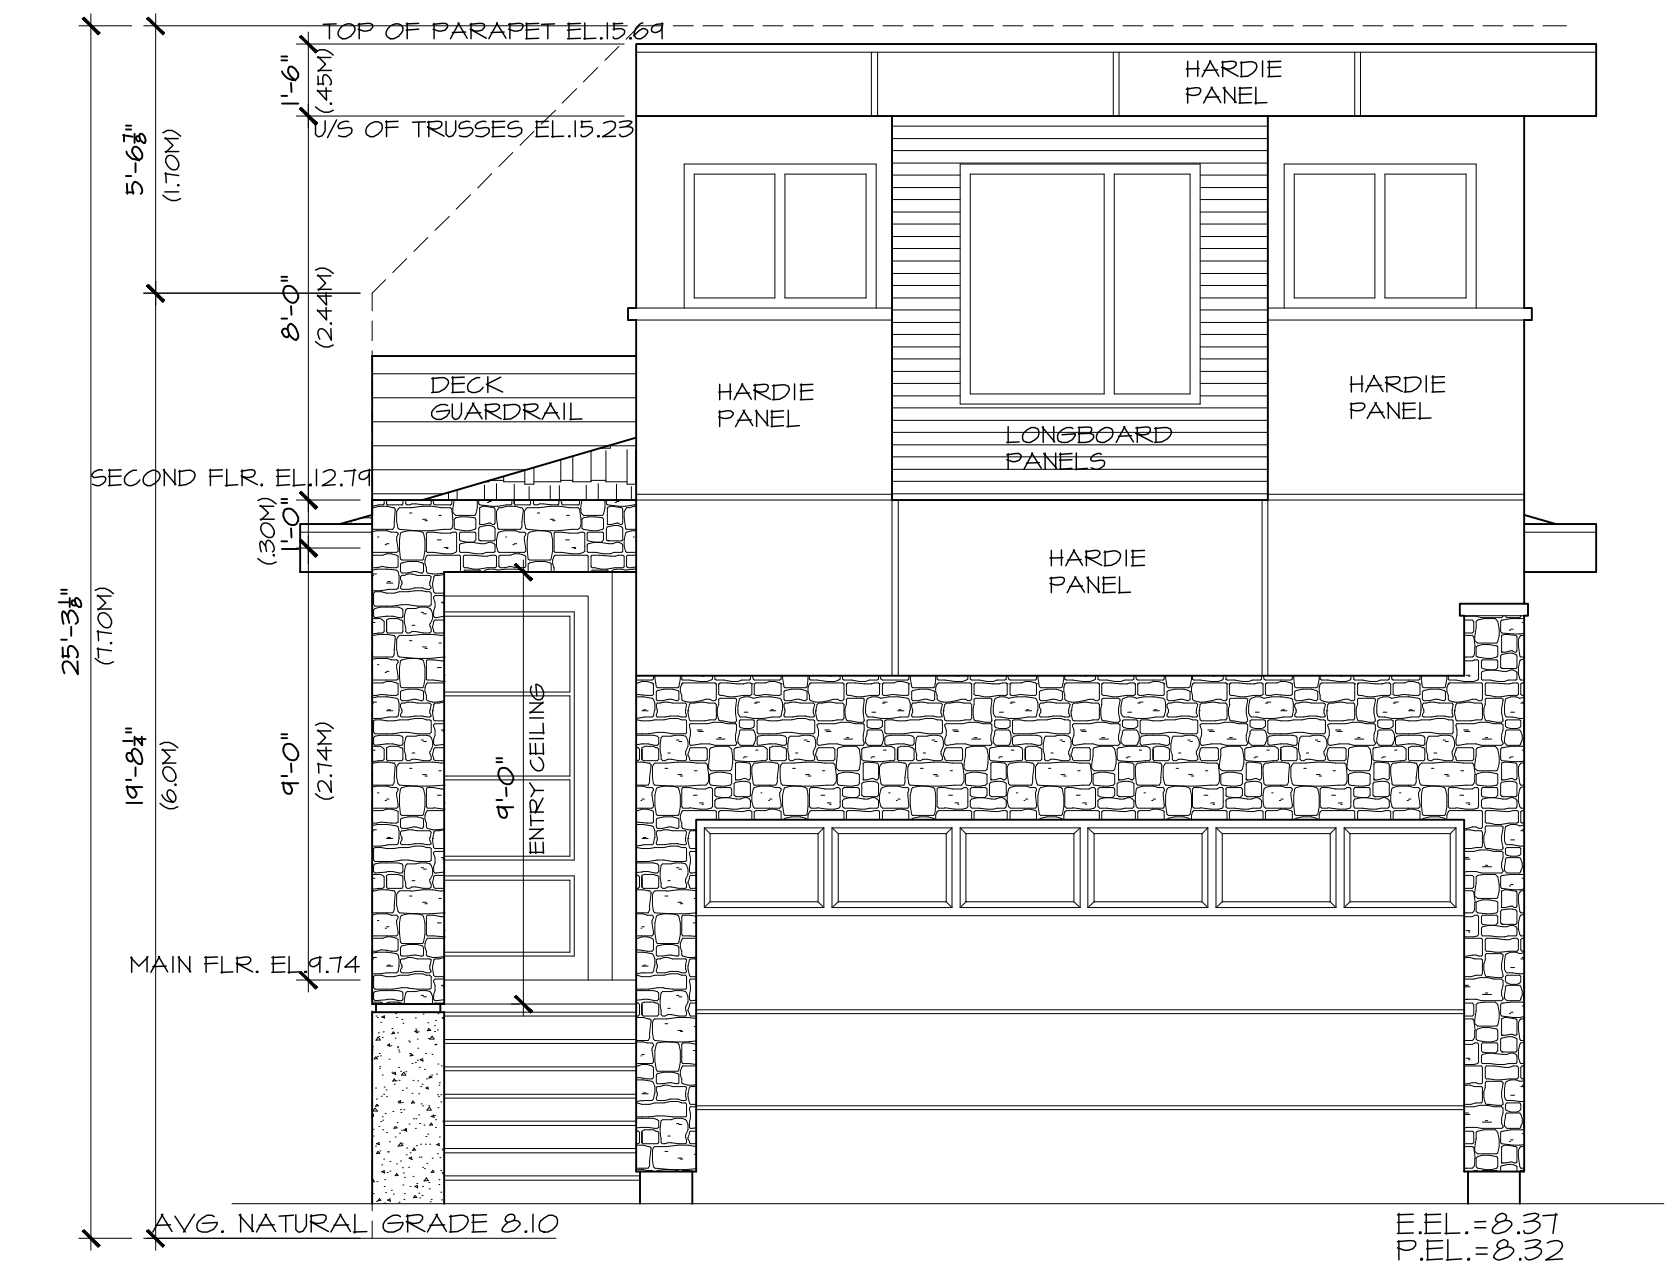 TOP OF PARAPET EL.15.69
1'-6"
(.45M)
HARDIE
PANEL
U/S OF TRUSSES EL.15.23
5'-6⅞"
(1.70M)
8'-0"
(2.44M)
DECK
GUARDRAIL
HARDIE
PANEL
HARDIE
PANEL
LONGBOARD
PANELS
SECOND FLR. EL.12.79
1'-0"
(.30M)
HARDIE
PANEL
25'-3⅛"
(7.70M)
19'-8¼"
(6.0M)
9'-0"
(2.74M)
9'-0"
ENTRY CEILING
MAIN FLR. EL.9.74
AVG. NATURAL GRADE 8.10
E.EL.=8.37
P.EL.=8.32